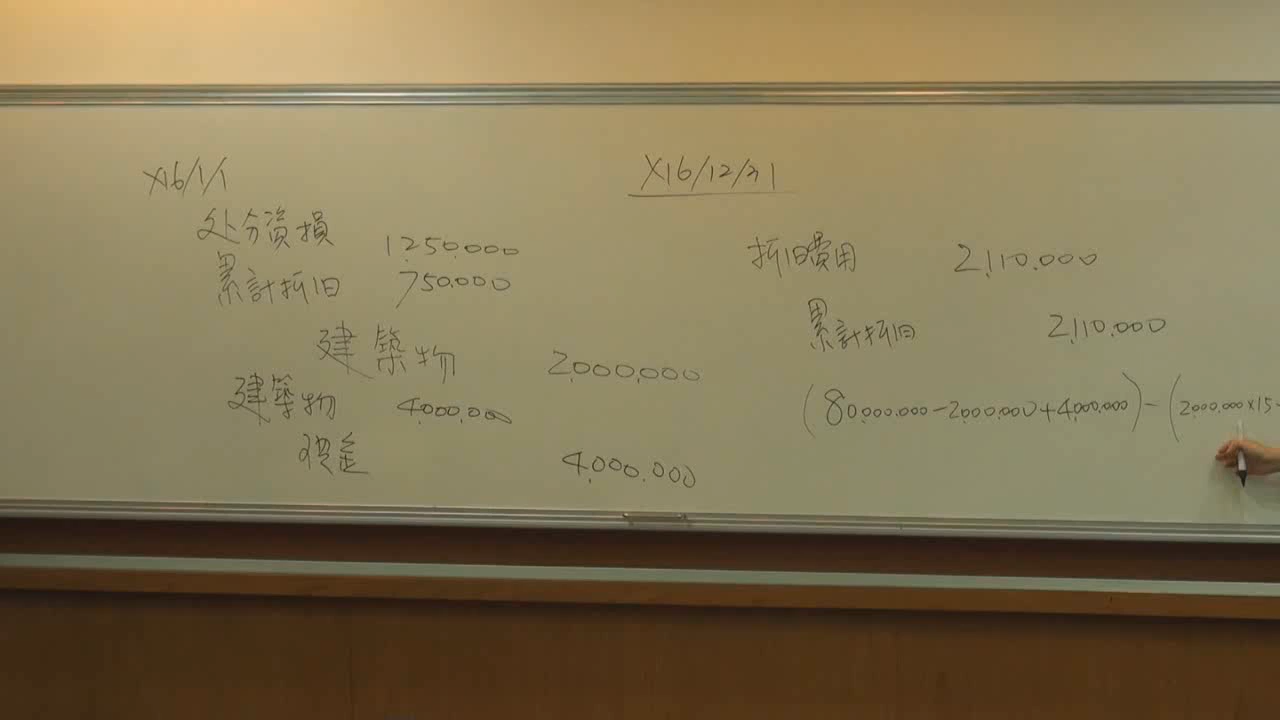 X16/1/1
处分資損 1,250,000
累計折旧 750,000
建築物 2,000,000
建築物 4,000,000
現金 4,000,000
X16/12/31
折旧費用 2,110,000
累計折旧 2,110,000
(80,000,000-2,000,000+4,000,000)-(2,000,000×15-